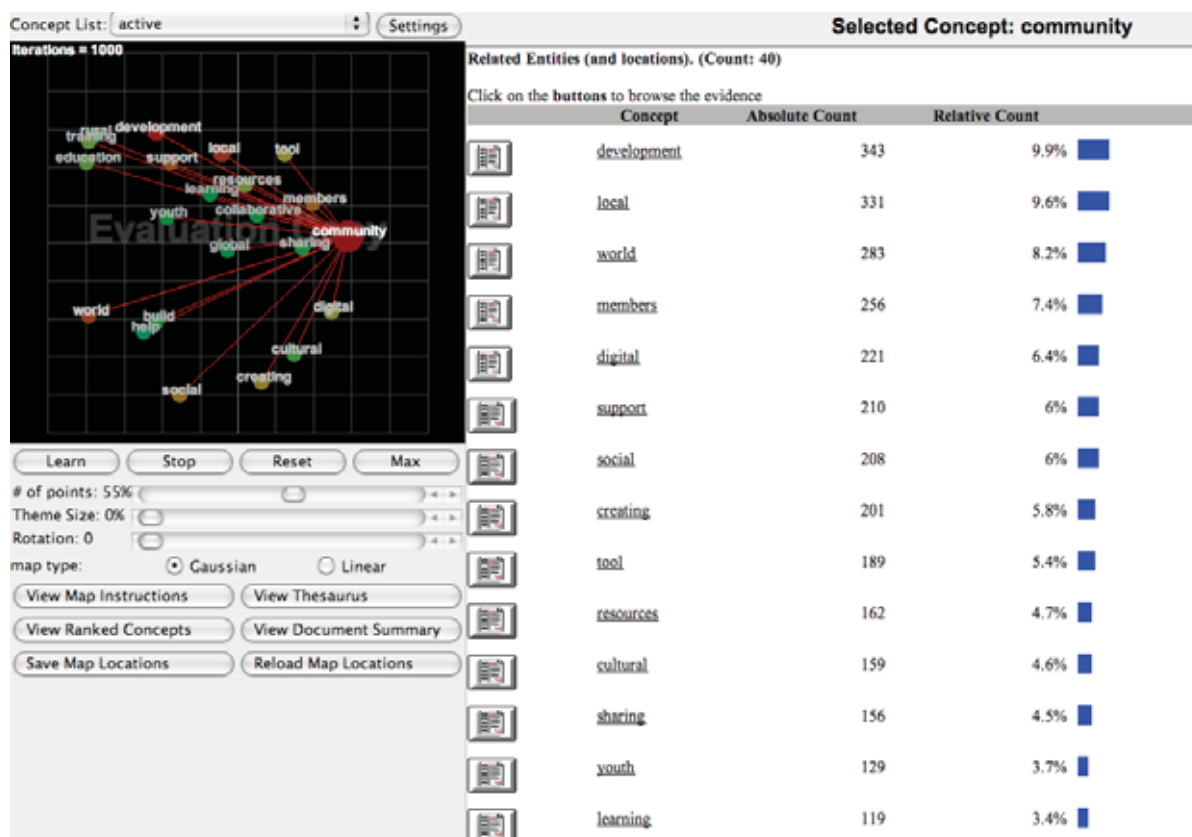 Concept List: active Settings
Selected Concept: community
Iterations = 1000
Related Entities (and locations). (Count: 40)
Click on the buttons to browse the evidence
Concept Absolute Count Relative Count
development 343 9.9%
local 331 9.6%
world 283 8.2%
members 256 7.4%
digital 221 6.4%
support 210 6%
social 208 6%
creating 201 5.8%
tool 189 5.4%
resources 162 4.7%
cultural 159 4.6%
sharing 156 4.5%
youth 129 3.7%
learning 119 3.4%
rural development
training
education support local tool
resources
learning
members
youth collaborative
Evaluation Copy
community
global sharing
world
build
help
digital
cultural
creating
social
Learn Stop Reset Max
# of points: 55%
Theme Size: 0%
Rotation: 0
map type: Gaussian Linear
View Map Instructions View Thesaurus
View Ranked Concepts View Document Summary
Save Map Locations Reload Map Locations